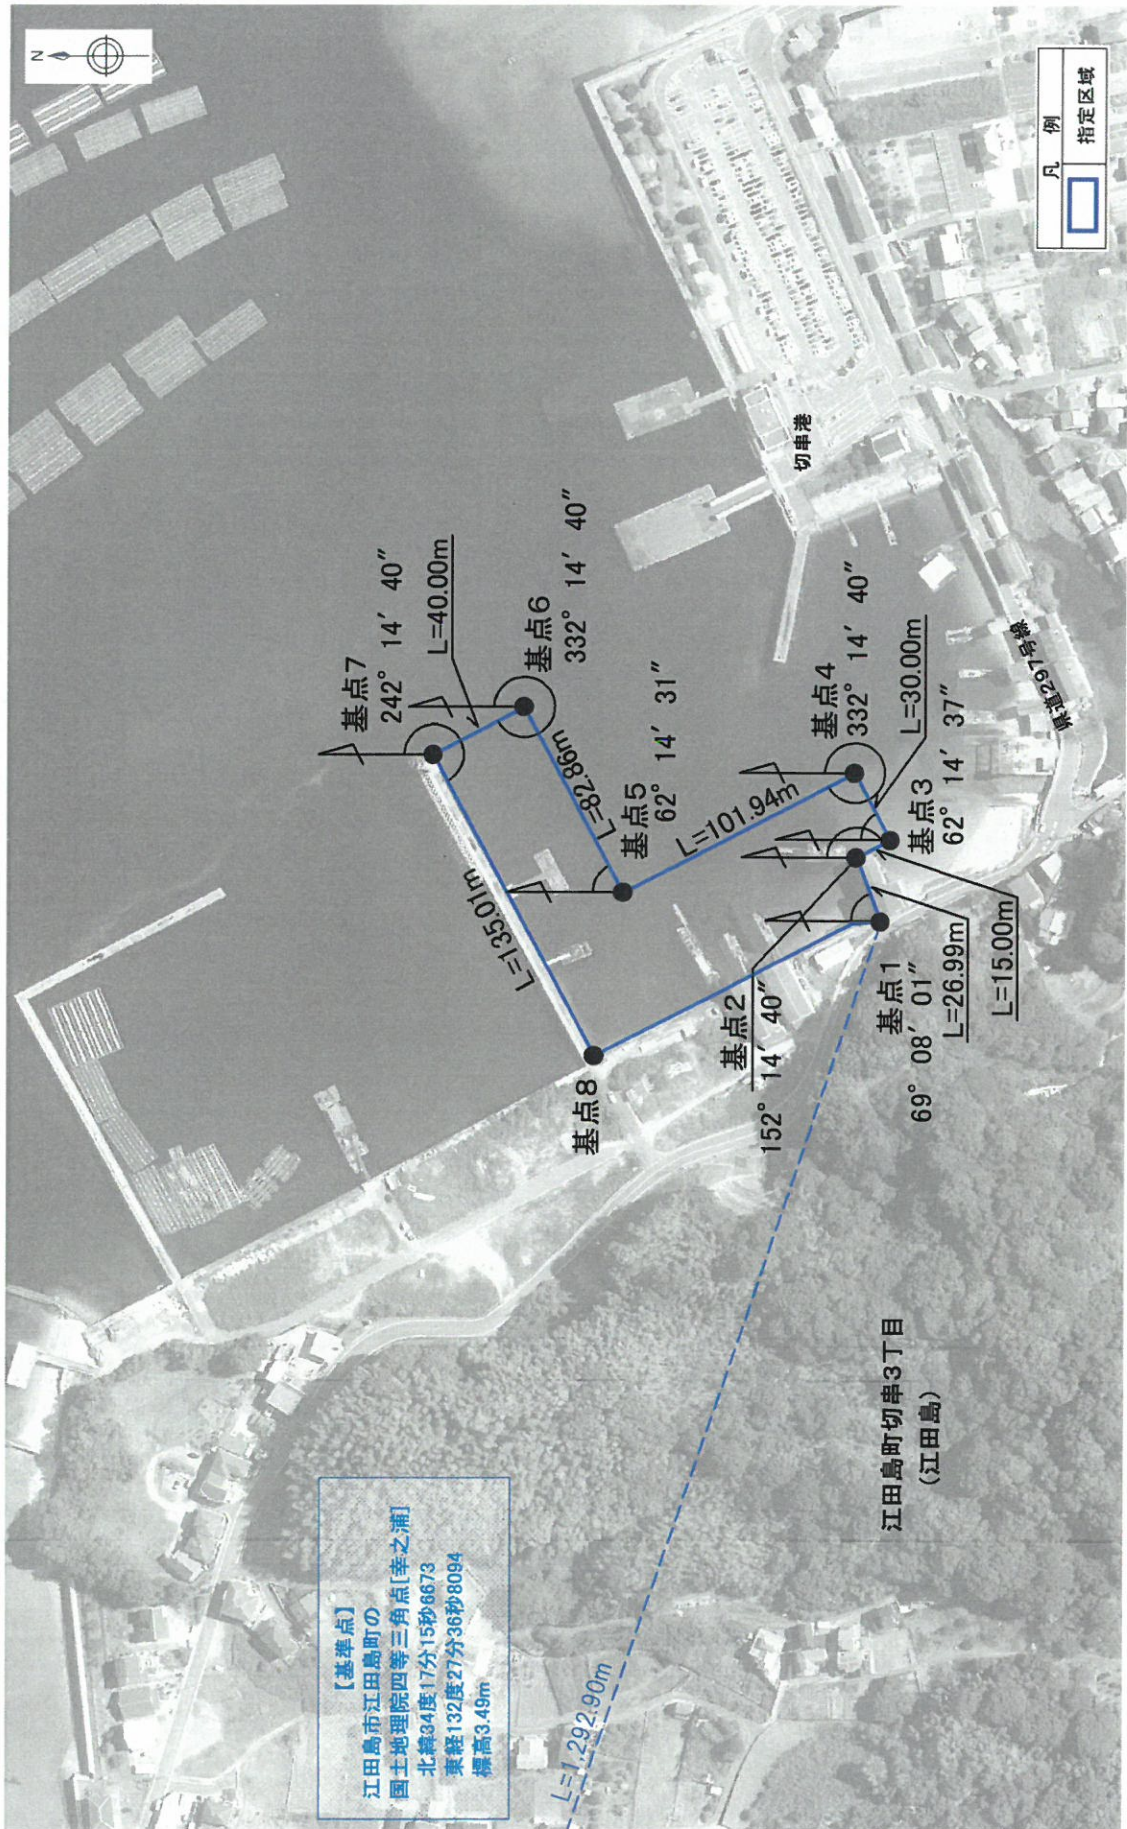 N
凡 例
指定区域
【基準点】
江田島市江田島町の
国土地理院四等三角点[幸之浦]
北緯34度17分15秒6673
東経132度27分36秒8094
標高3.49m
L=1,292.90m
江田島町切串3丁目
(江田島)
基点8
L=135.01m
基点7
242° 14′ 40″
L=40.00m
基点6
332° 14′ 40″
L=82.86m
基点5
62° 14′ 31″
L=101.94m
基点4
332° 14′ 40″
L=30.00m
基点3
62° 14′ 37″
基点2
152° 14′ 40″
基点1
69° 08′ 01″
L=26.99m
L=15.00m
切串港
県道297号線